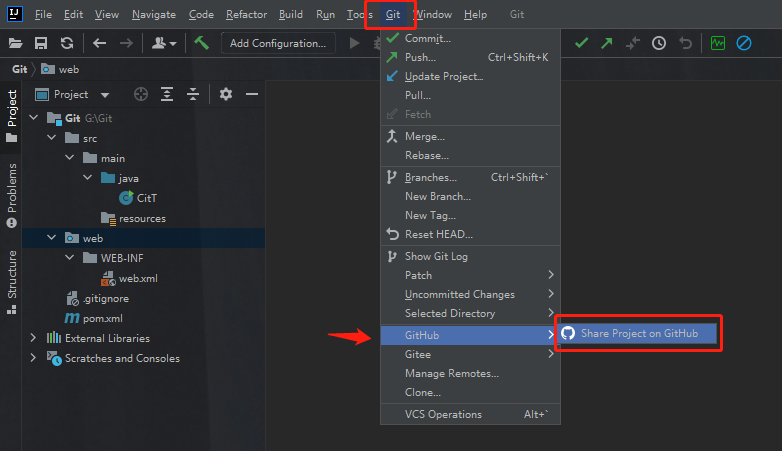 IJ File Edit View Navigate Code Refactor Build Run Tools Git Window Help Git
Add Configuration...
Git web
Project
Git G:\Git
src
main
java
CitT
resources
web
WEB-INF
web.xml
.gitignore
pom.xml
External Libraries
Scratches and Consoles
Project
Problems
Structure
Commit...
Push... Ctrl+Shift+K
Update Project...
Pull...
Fetch
Merge...
Rebase...
Branches... Ctrl+Shift+`
New Branch...
New Tag...
Reset HEAD...
Show Git Log
Patch
Uncommitted Changes
Selected Directory
GitHub
Share Project on GitHub
Gitee
Manage Remotes...
Clone...
VCS Operations Alt+`